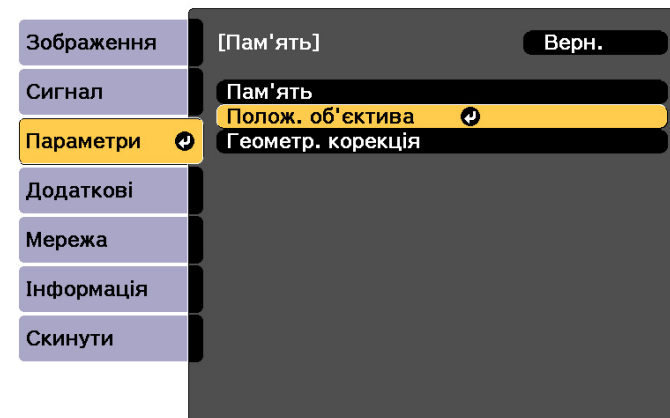 Зображення
Сигнал
Параметри
Додаткові
Мережа
Інформація
Скинути
[Пам'ять] Верн.
Пам'ять
Полож. об'єктива
Геометр. корекція